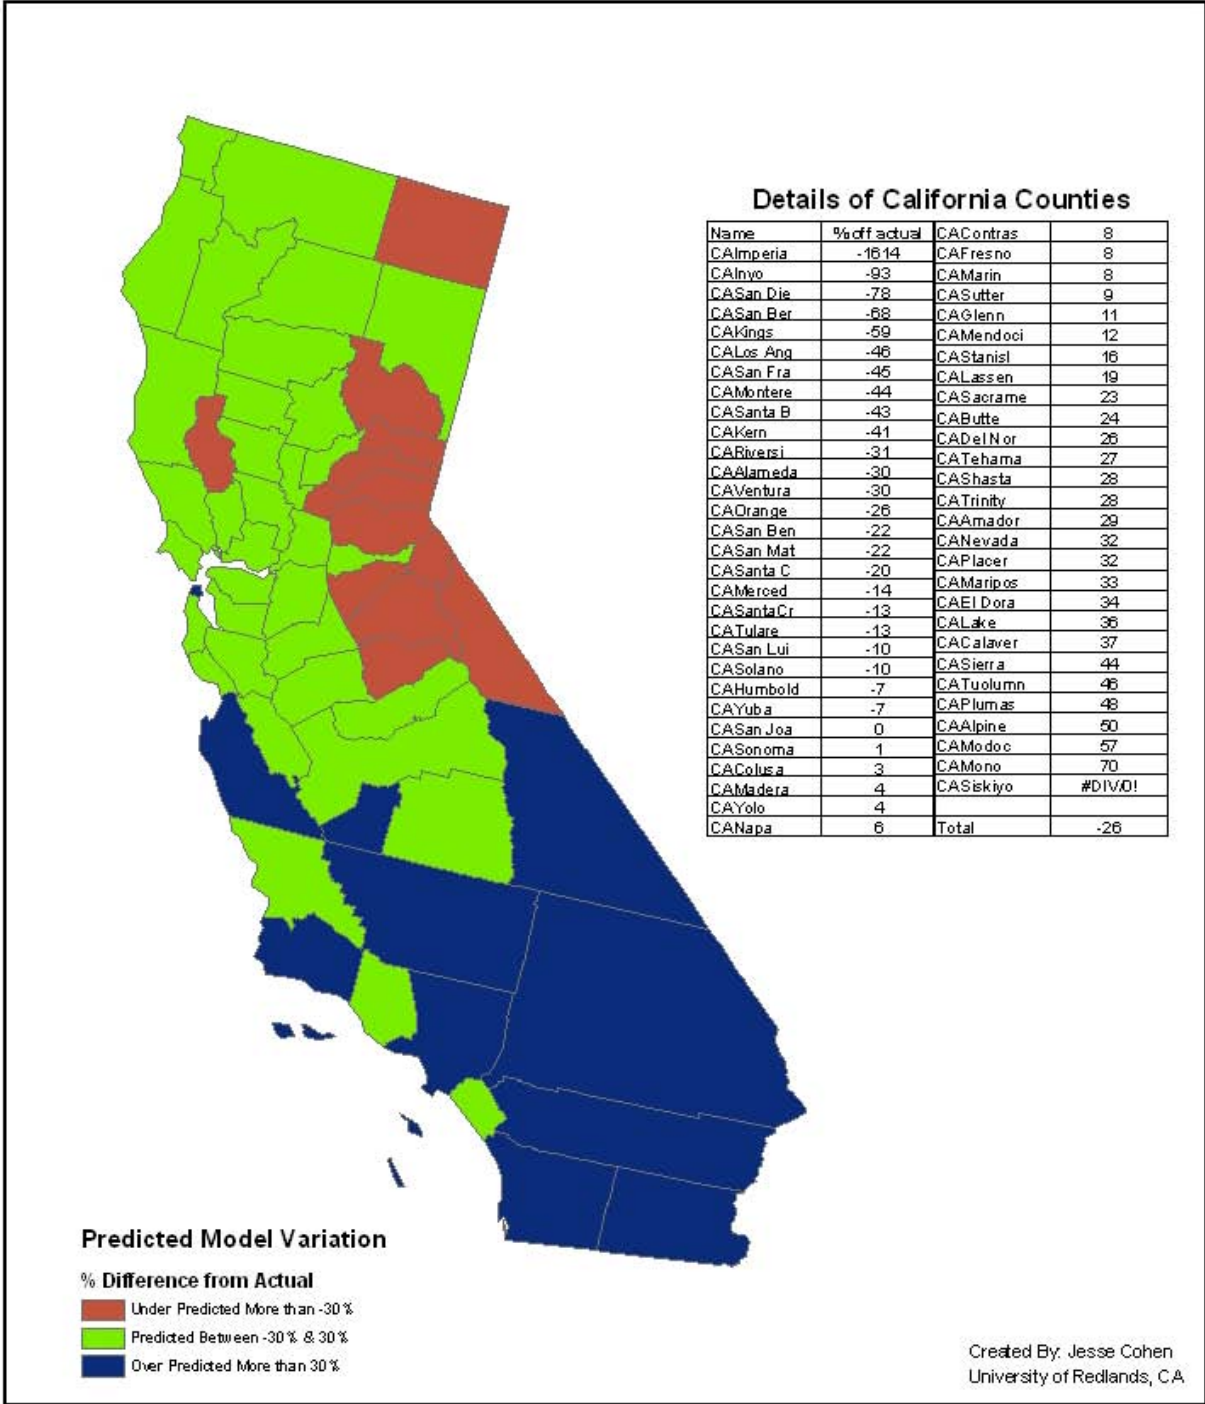 Details of California Counties
Name %off actual CAContras 8
CAImperia -1614 CAFresno 8
CAInyo -93 CAMarin 8
CASan Die -78 CASutter 9
CASan Ber -68 CAGlenn 11
CAKings -59 CAMendoci 12
CALos Ang -46 CAStanisl 16
CASan Fra -45 CALassen 19
CAMontere -44 CASacrame 23
CASanta B -43 CAButte 24
CAKern -41 CADel Nor 26
CARiversi -31 CATehama 27
CAAlameda -30 CAShasta 28
CAVentura -30 CATrinity 28
CAOrange -26 CAAmador 29
CASan Ben -22 CANevada 32
CASan Mat -22 CAPlacer 32
CASanta C -20 CAMaripos 33
CAMerced -14 CAEl Dora 34
CASantaCr -13 CALake 36
CATulare -13 CACalaver 37
CASan Lui -10 CASierra 44
CASolano -10 CATuolumn 46
CAHumbold -7 CAPlumas 48
CAYuba -7 CAAlpine 50
CASan Joa 0 CAModoc 57
CASonoma 1 CAMono 70
CAColusa 3 CASiskiyo #DIV/0!
CAMadera 4
CAYolo 4
CANapa 6 Total -26
Predicted Model Variation
% Difference from Actual
Under Predicted More than -30%
Predicted Between -30% & 30%
Over Predicted More than 30%
Created By: Jesse Cohen
University of Redlands, CA